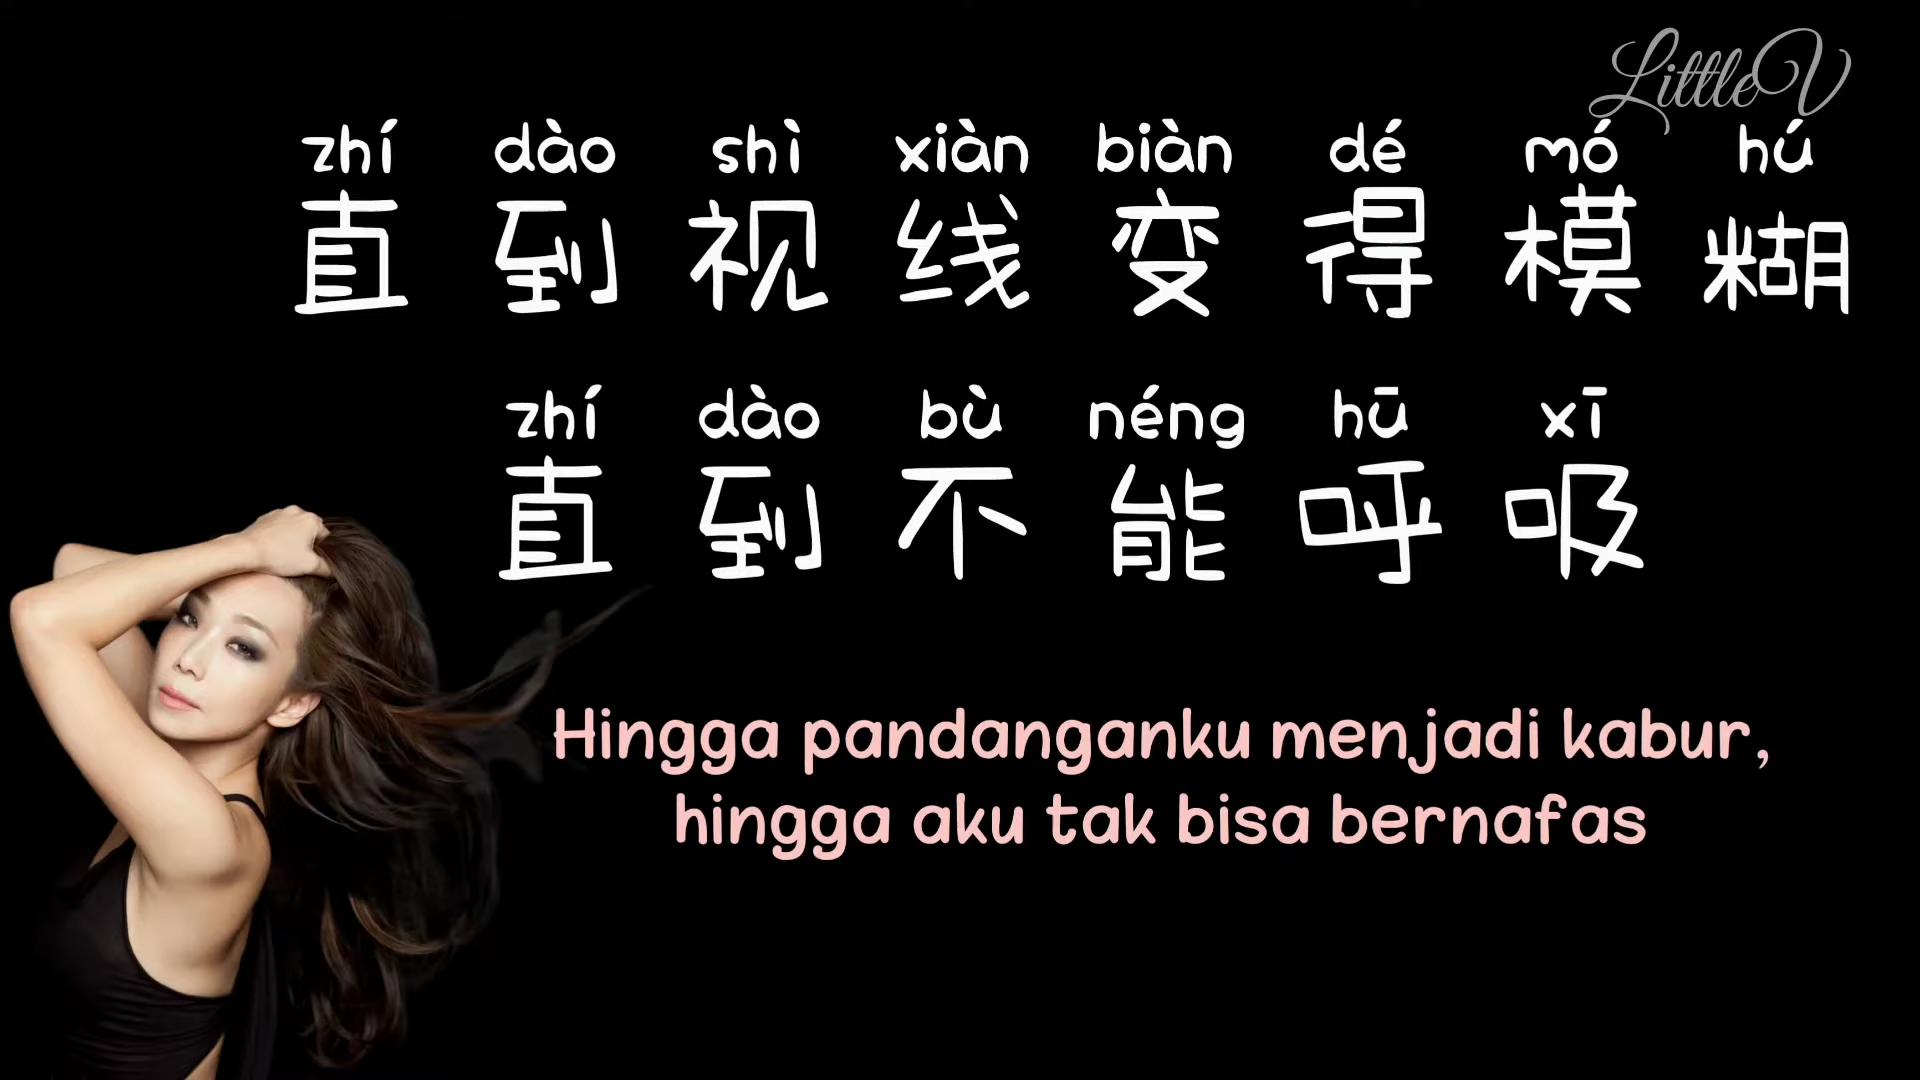 LittleV
zhí dào shì xiàn biàn dé mó hú
直到视线变得模糊
zhí dào bù néng hū xī
直到不能呼吸
Hingga pandanganku menjadi kabur,
hingga aku tak bisa bernafas